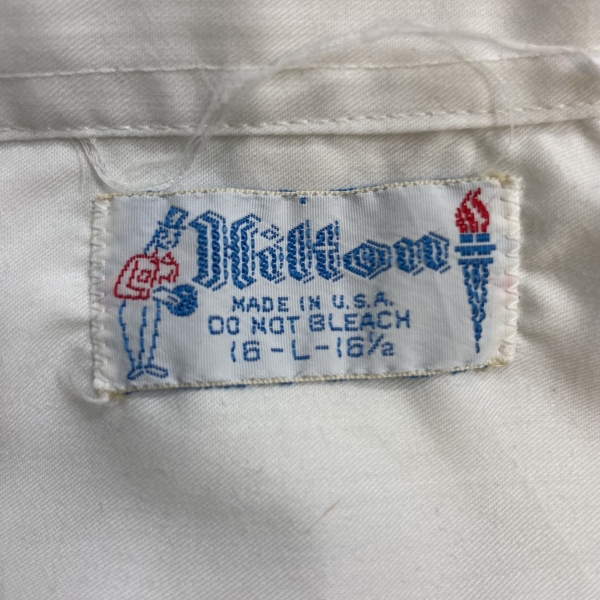 Hilton
MADE IN U.S.A.
DO NOT BLEACH
16-L-16½